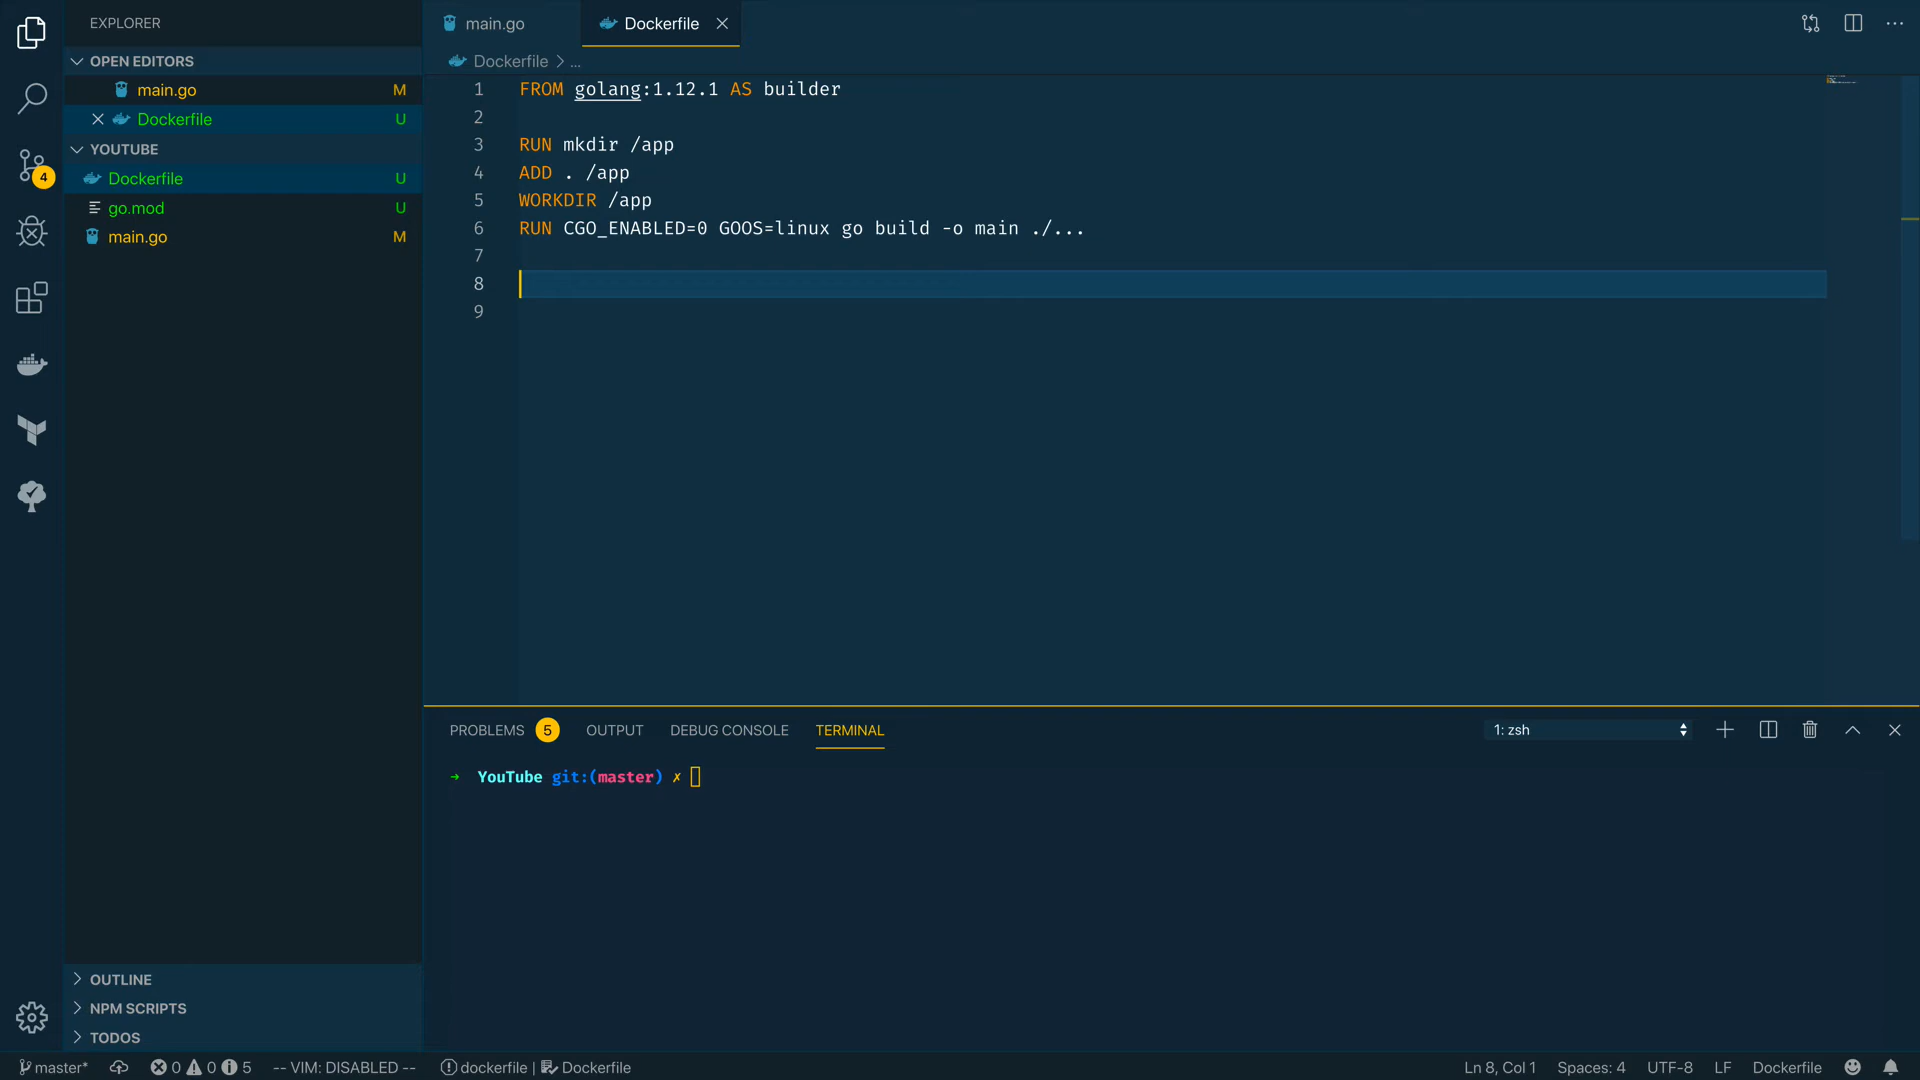 EXPLORER
OPEN EDITORS
main.go M
Dockerfile U
YOUTUBE
Dockerfile U
go.mod U
main.go M
4
OUTLINE
NPM SCRIPTS
TODOS
main.go
Dockerfile
Dockerfile > ...
1 FROM golang:1.12.1 AS builder
2
3 RUN mkdir /app
4 ADD . /app
5 WORKDIR /app
6 RUN CGO_ENABLED=0 GOOS=linux go build -o main ./...
7
8
9
PROBLEMS 5 OUTPUT DEBUG CONSOLE TERMINAL 1: zsh
→ YouTube git:(master) ✗
master* 0 0 5 -- VIM: DISABLED -- dockerfile | Dockerfile Ln 8, Col 1 Spaces: 4 UTF-8 LF Dockerfile